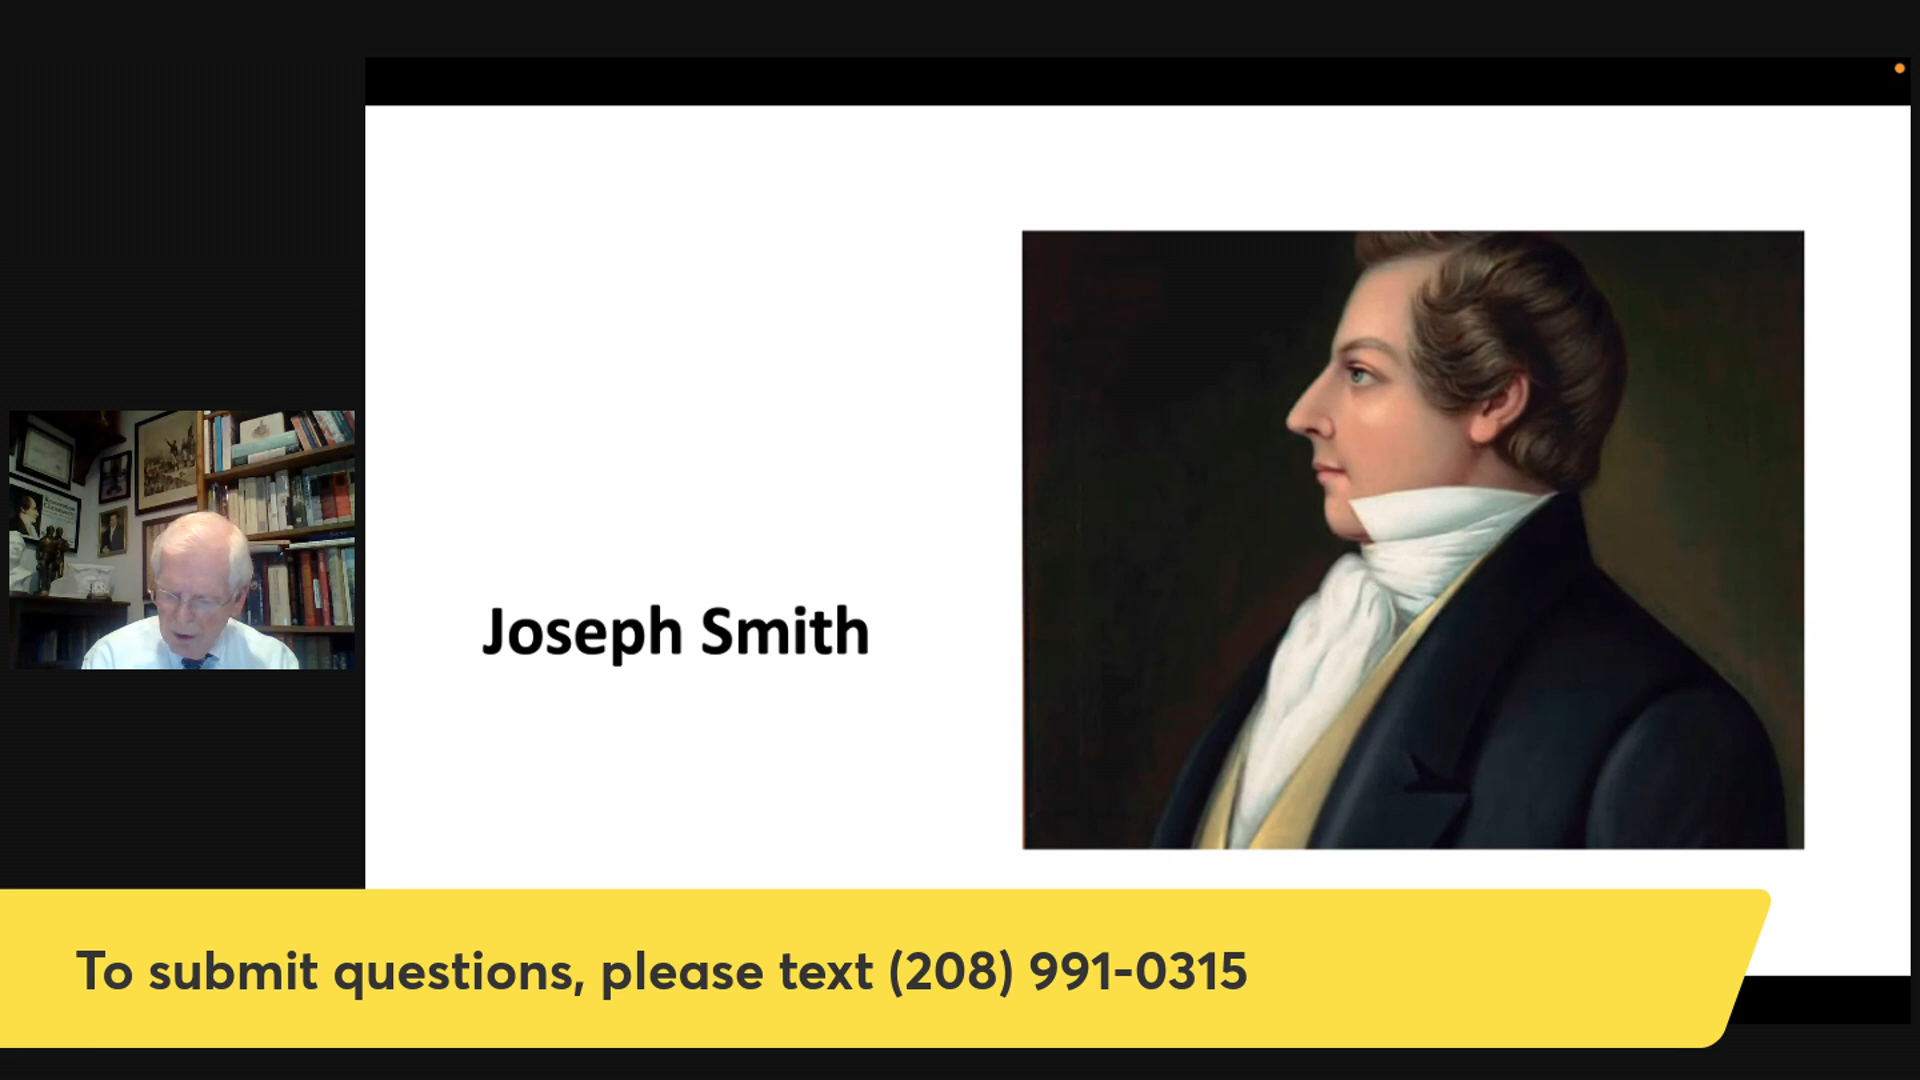 Joseph Smith
To submit questions, please text (208) 991-0315